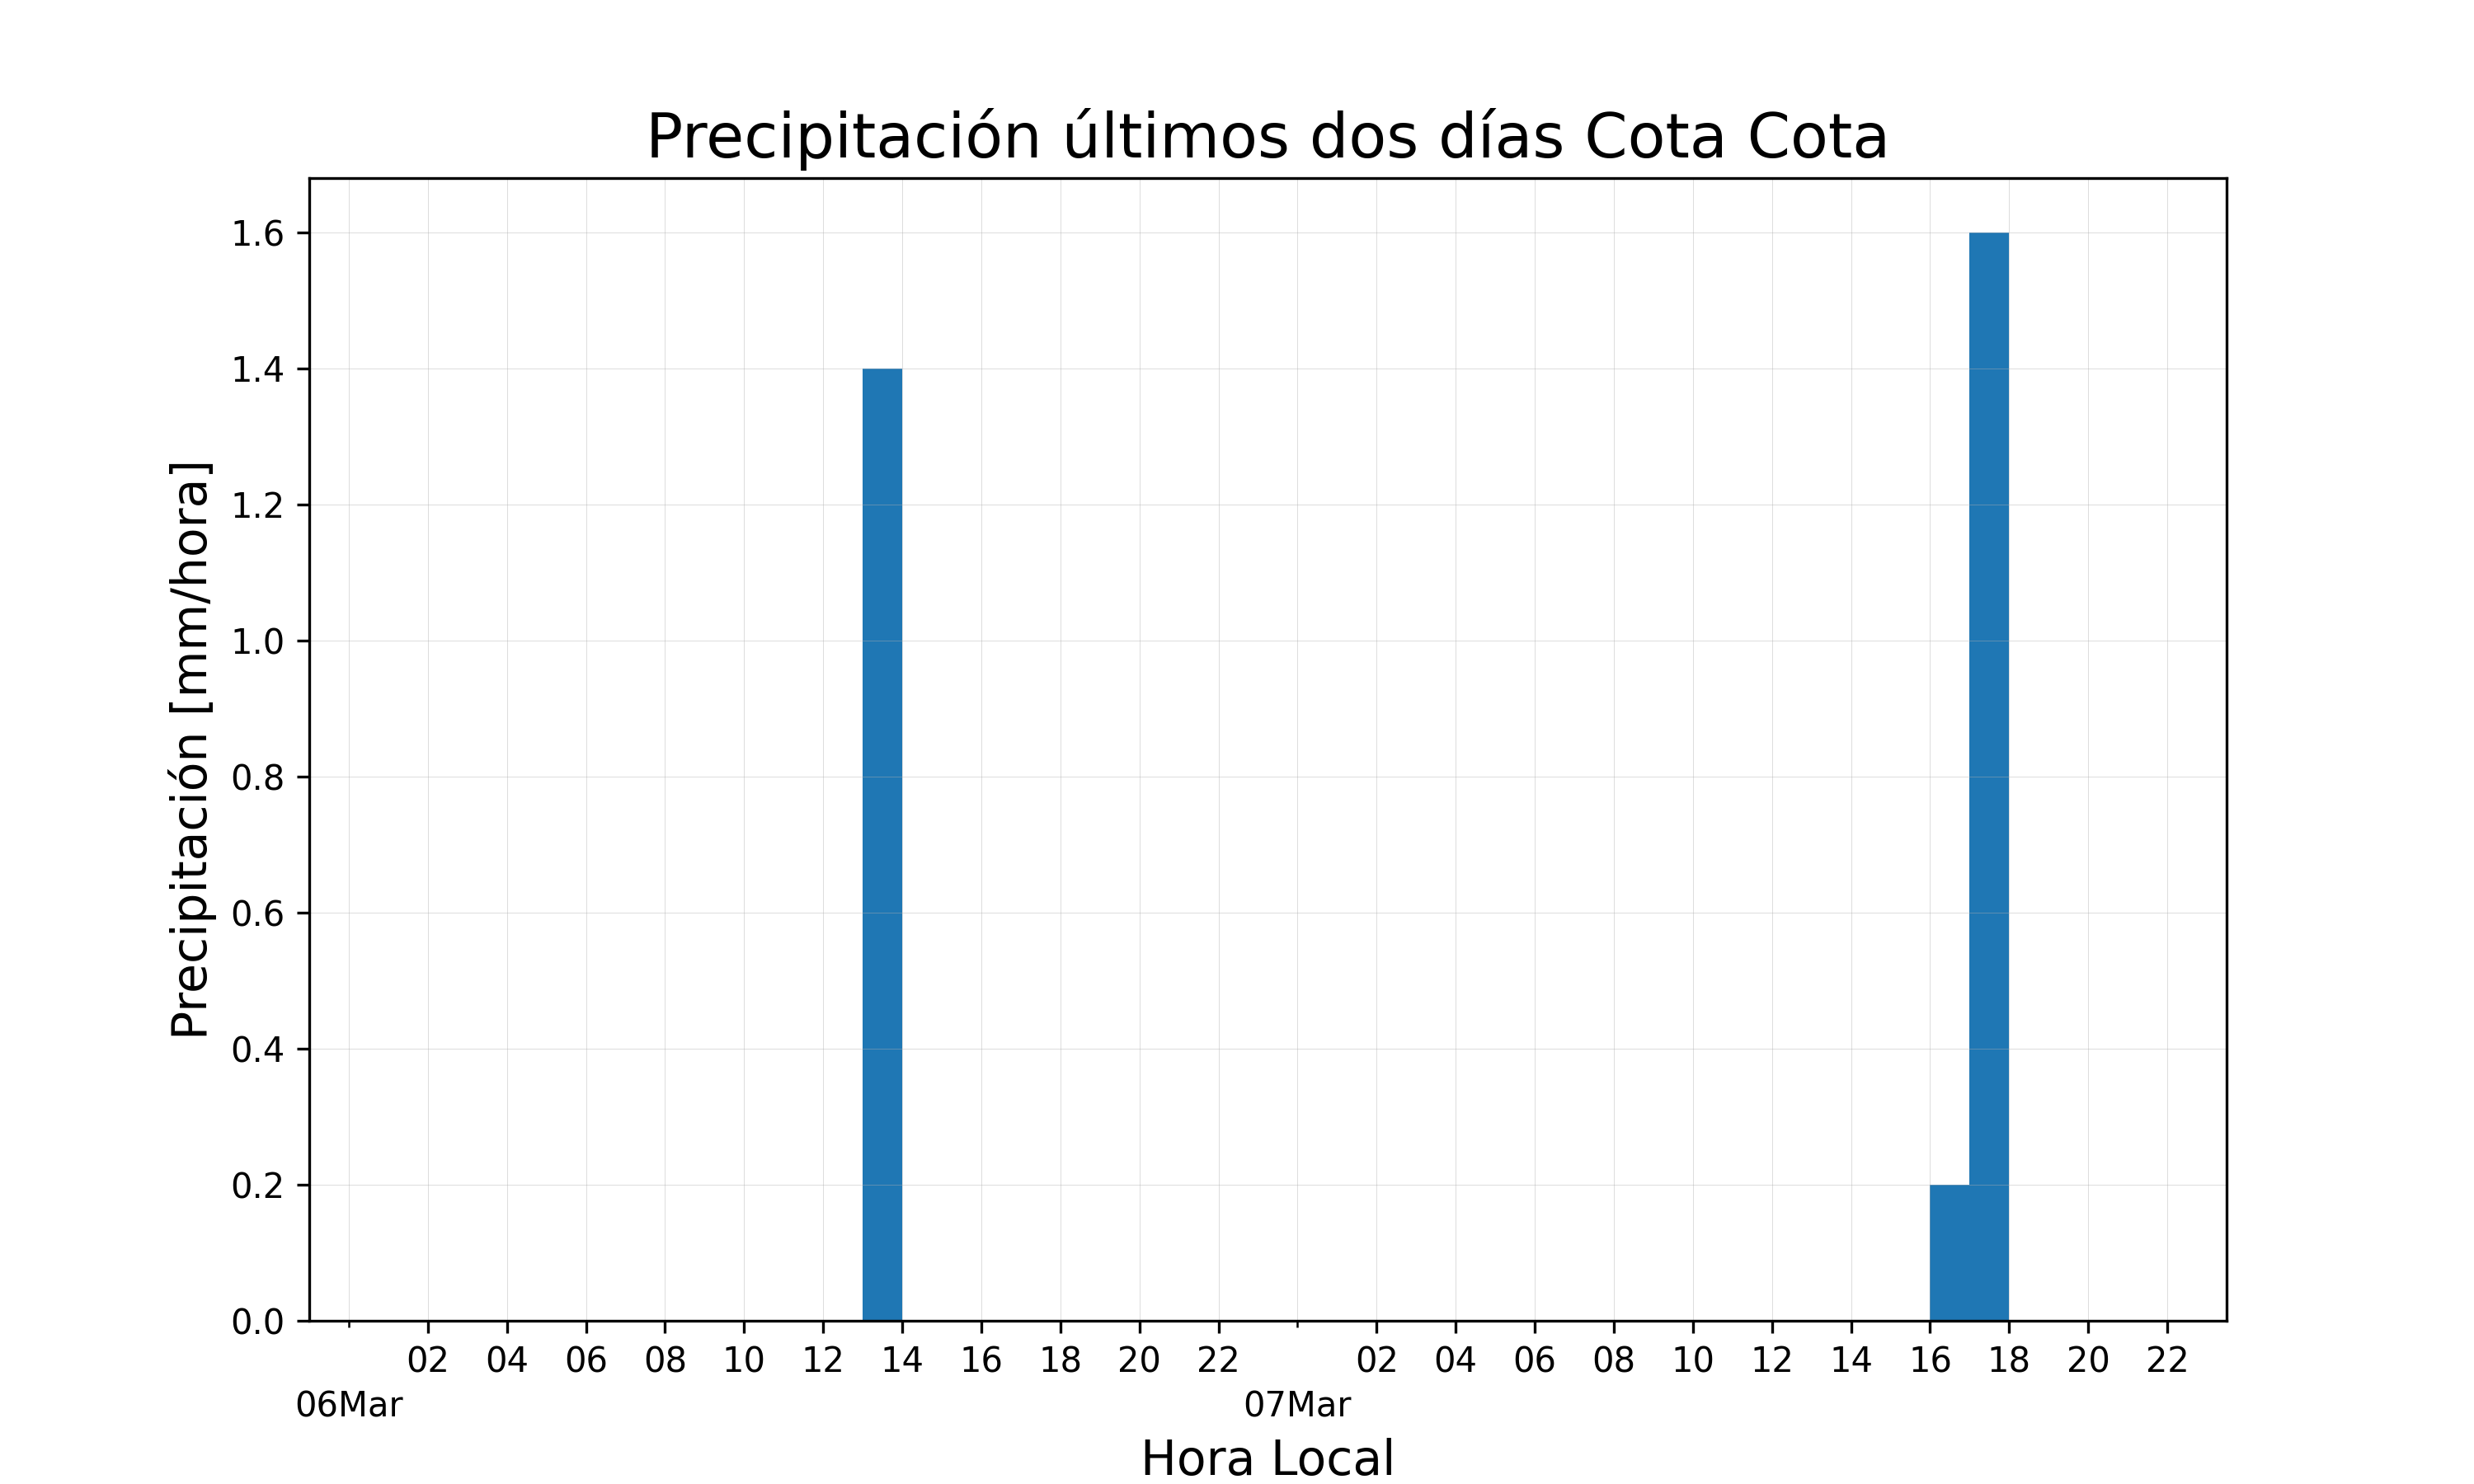 Precipitación últimos dos días Cota Cota
Precipitación [mm/hora]
1.6
1.4
1.2
1.0
0.8
0.6
0.4
0.2
0.0
02 04 06 08 10 12 14 16 18 20 22 02 04 06 08 10 12 14 16 18 20 22
06Mar 07Mar
Hora Local